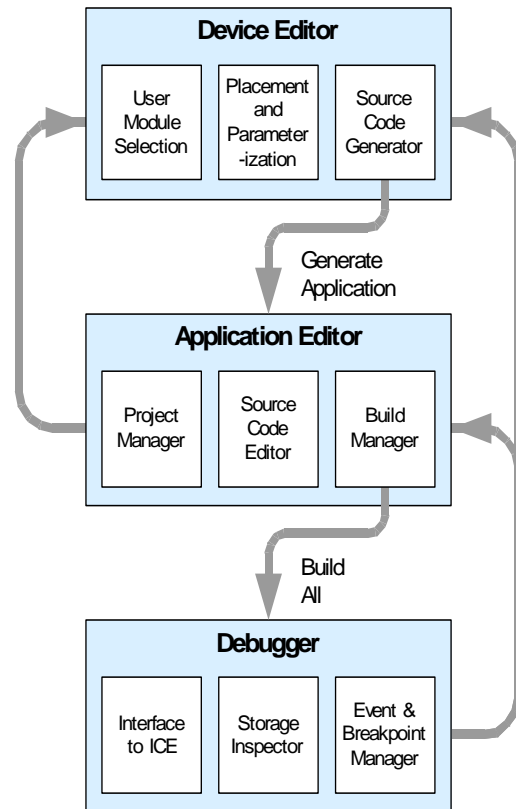 Device Editor
User
Module
Selection
Placement
and
Parameter
-ization
Source
Code
Generator
Generate
Application
Application Editor
Project
Manager
Source
Code
Editor
Build
Manager
Build
All
Debugger
Interface
to ICE
Storage
Inspector
Event &
Breakpoint
Manager